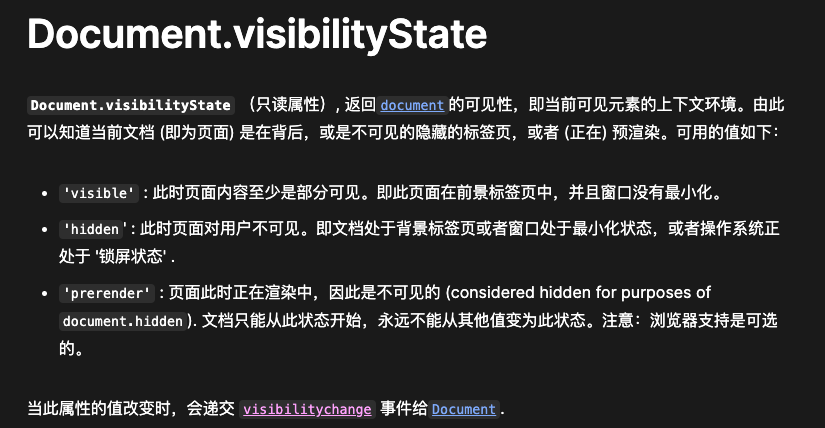 Document.visibilityState
Document.visibilityState （只读属性）, 返回 document 的可见性，即当前可见元素的上下文环境。由此
可以知道当前文档 (即为页面) 是在背后，或是不可见的隐藏的标签页，或者 (正在) 预渲染。可用的值如下：
• 'visible' : 此时页面内容至少是部分可见。即此页面在前景标签页中，并且窗口没有最小化。
• 'hidden' : 此时页面对用户不可见。即文档处于背景标签页或者窗口处于最小化状态，或者操作系统正
处于 '锁屏状态' .
• 'prerender' : 页面此时正在渲染中，因此是不可见的 (considered hidden for purposes of
document.hidden ). 文档只能从此状态开始，永远不能从其他值变为此状态。注意：浏览器支持是可选
的。
当此属性的值改变时，会递交 visibilitychange 事件给 Document .